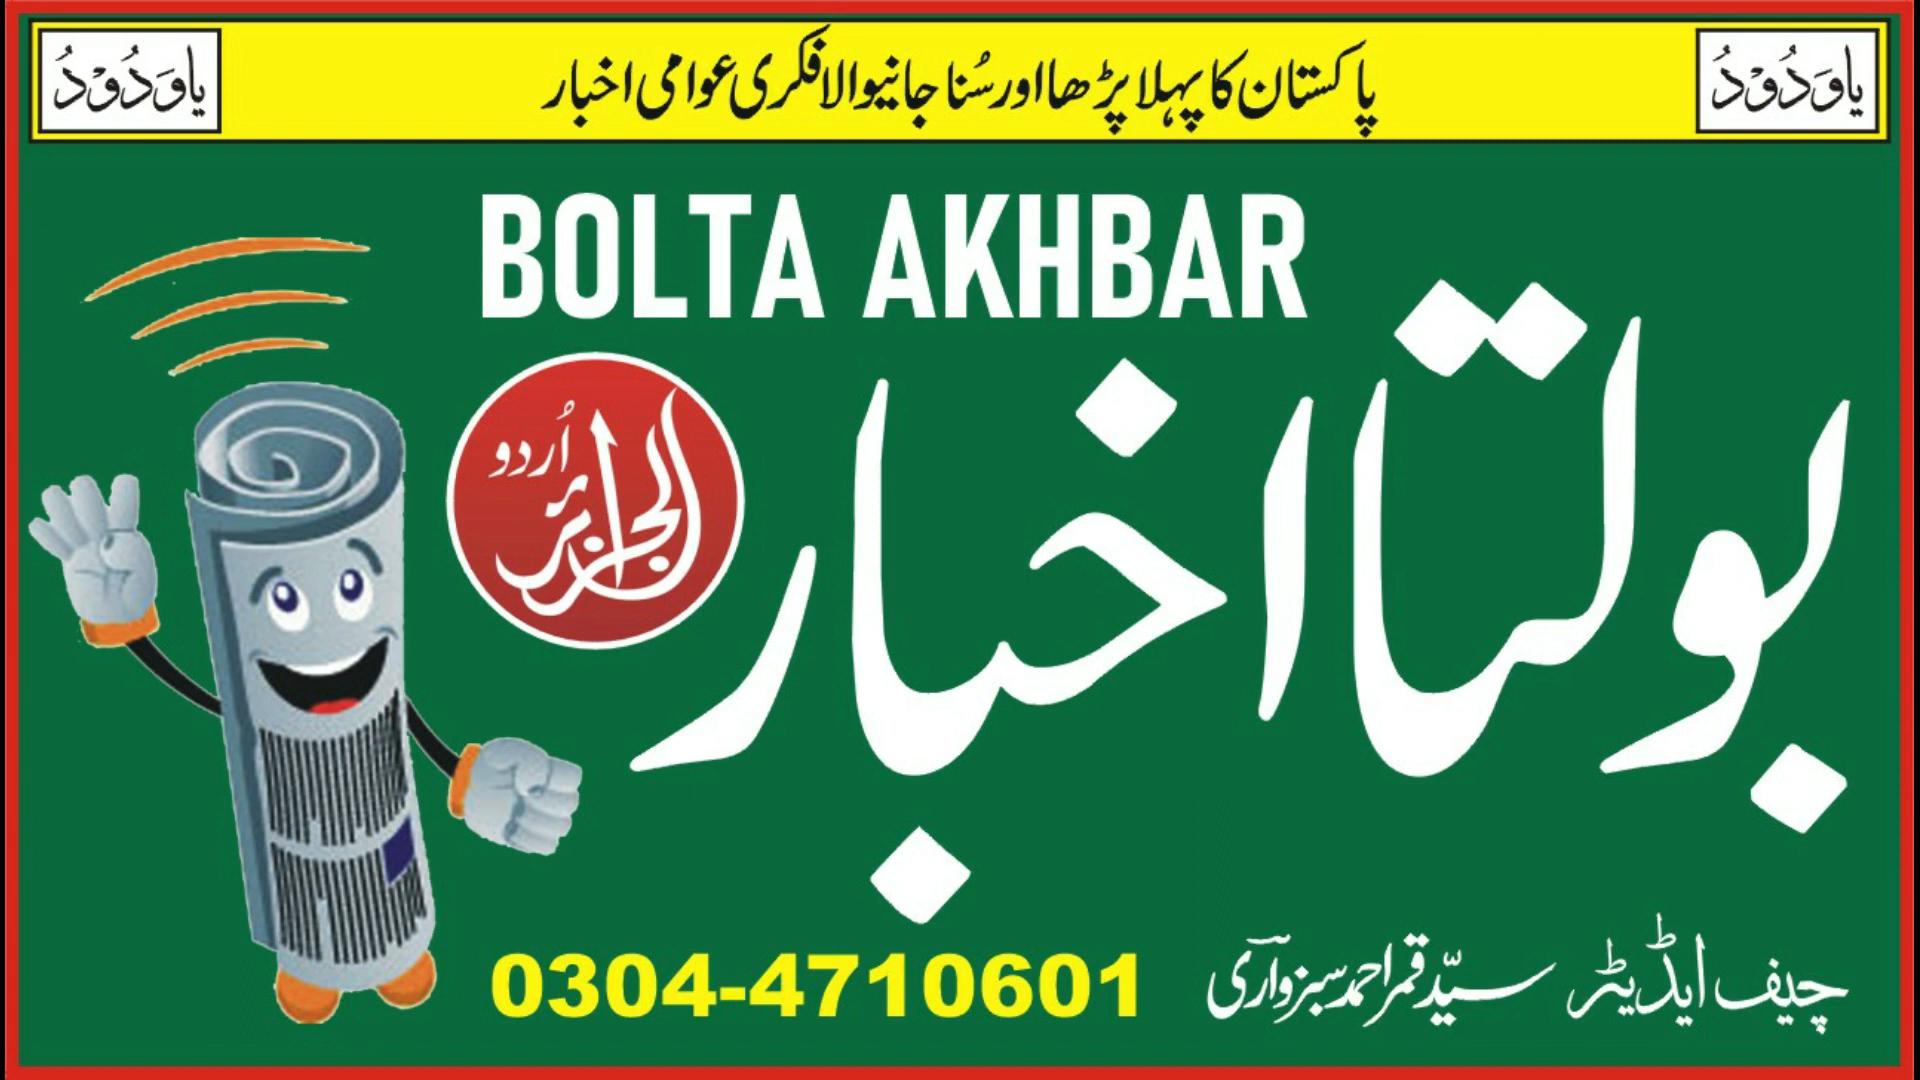 یاوَدُوْدُ
پاکستان کا پہلا پڑھا اور سُنا جانیوالا فکری عوامی اخبار
یاوَدُوْدُ
BOLTA AKHBAR
بولتا اخبار
الجزائر
اُردو
چیف ایڈیٹر سیّد قمر احمد سبزواری
0304-4710601